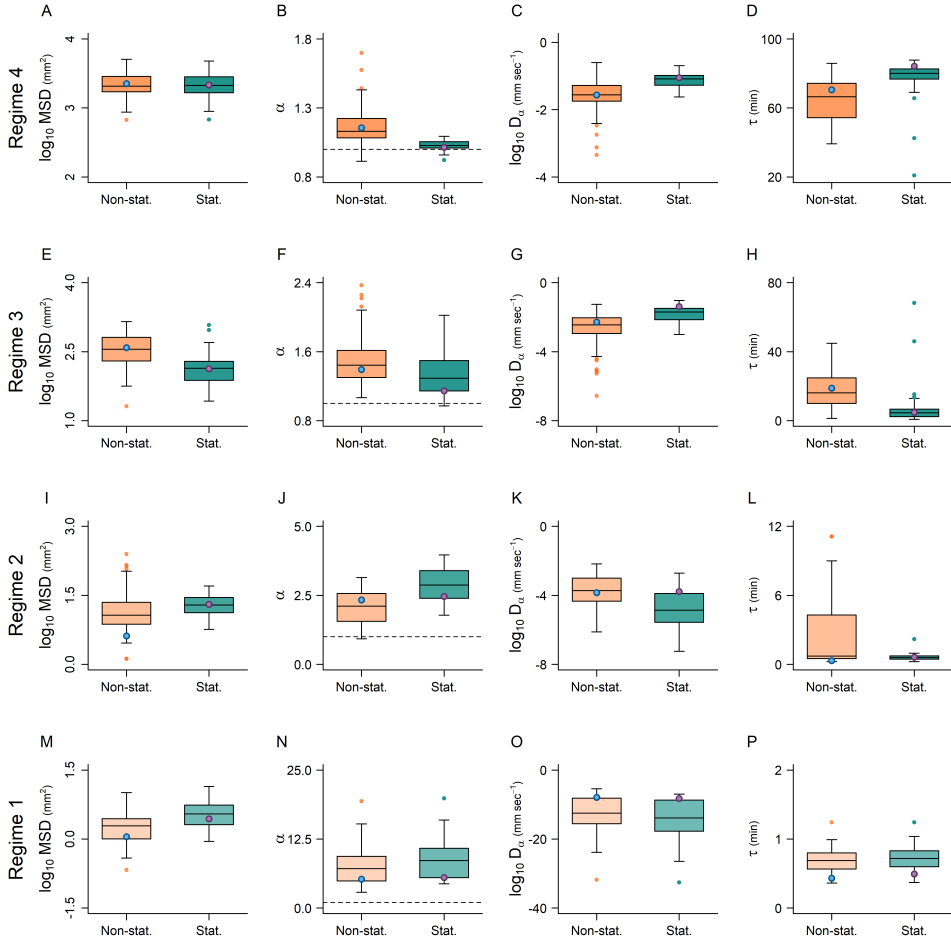 A B C D
Regime 4
log10 MSD (mm²)
4
3
2
Non-stat. Stat.
α
1.8
1.3
0.8
Non-stat. Stat.
log10 Dα (mm sec⁻¹)
0
-2
-4
Non-stat. Stat.
τ (min)
100
60
20
Non-stat. Stat.
E F G H
Regime 3
log10 MSD (mm²)
4.0
2.5
1.0
Non-stat. Stat.
α
2.4
1.6
0.8
Non-stat. Stat.
log10 Dα (mm sec⁻¹)
0
-4
-8
Non-stat. Stat.
τ (min)
80
40
0
Non-stat. Stat.
I J K L
Regime 2
log10 MSD (mm²)
3.0
1.5
0.0
Non-stat. Stat.
α
5.0
2.5
0.0
Non-stat. Stat.
log10 Dα (mm sec⁻¹)
0
-4
-8
Non-stat. Stat.
τ (min)
12
6
0
Non-stat. Stat.
M N O P
Regime 1
log10 MSD (mm²)
1.5
0.0
-1.5
Non-stat. Stat.
α
25.0
12.5
0.0
Non-stat. Stat.
log10 Dα (mm sec⁻¹)
0
-20
-40
Non-stat. Stat.
τ (min)
2
1
0
Non-stat. Stat.